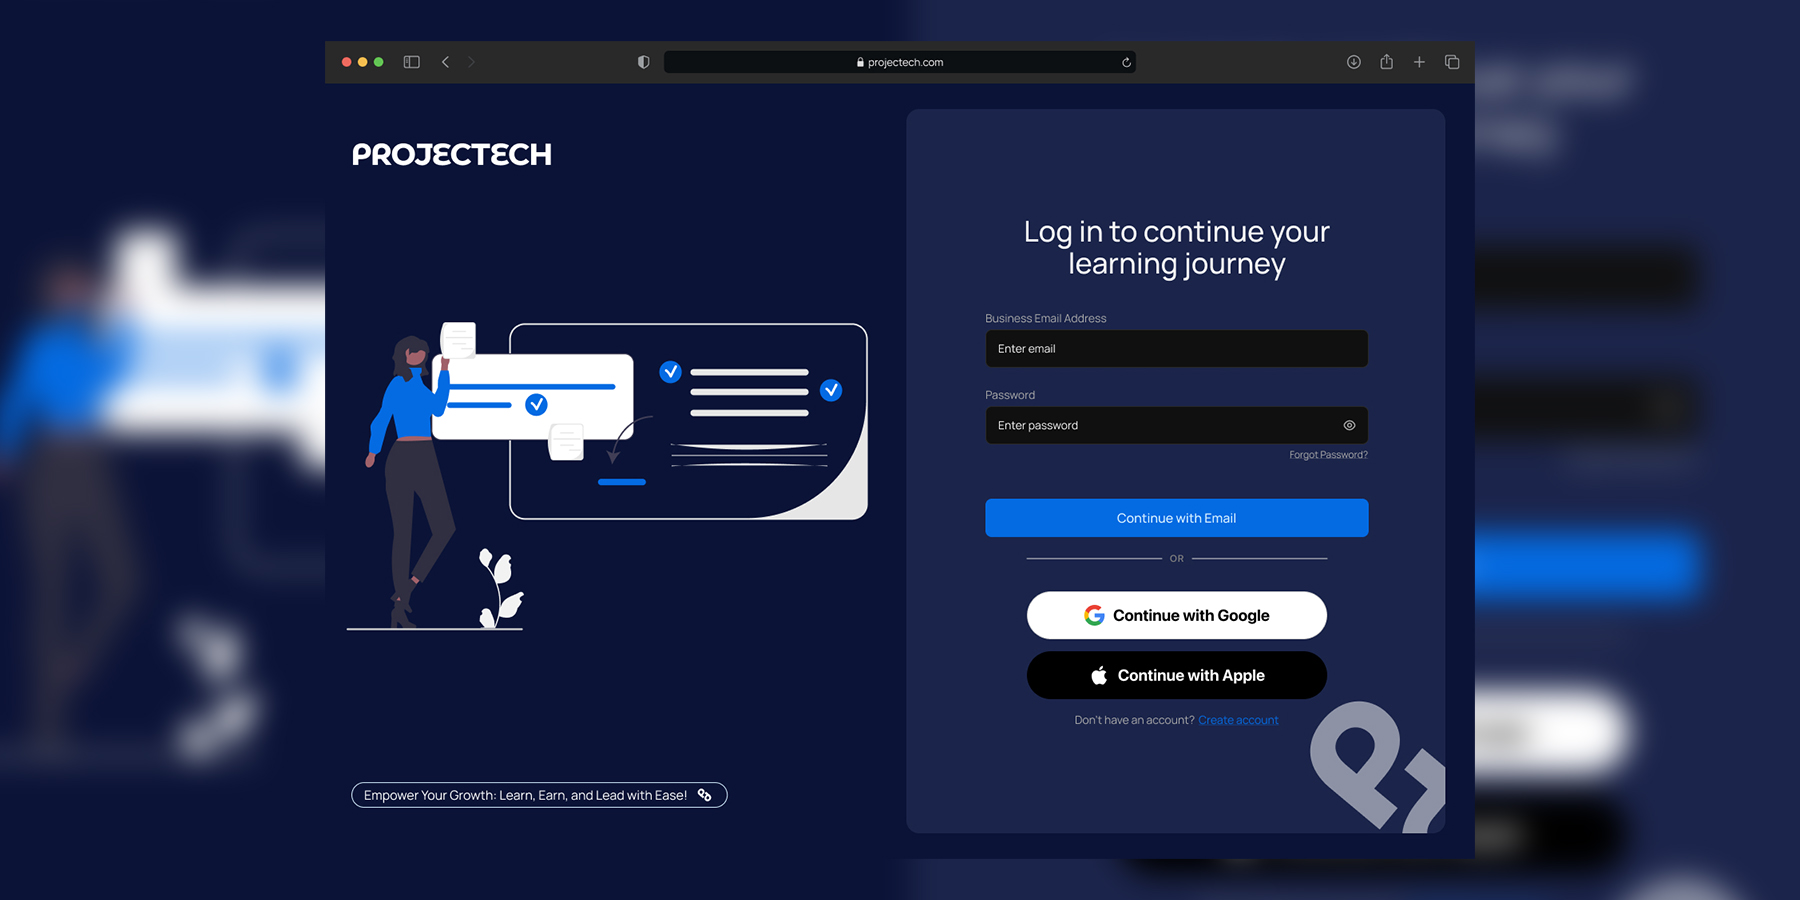 projectech.com
PROJECTECH
Log in to continue your
learning journey
Business Email Address
Enter email
Password
Enter password
Forgot Password?
Continue with Email
OR
Continue with Google
Continue with Apple
Don't have an account? Create account
Empower Your Growth: Learn, Earn, and Lead with Ease!